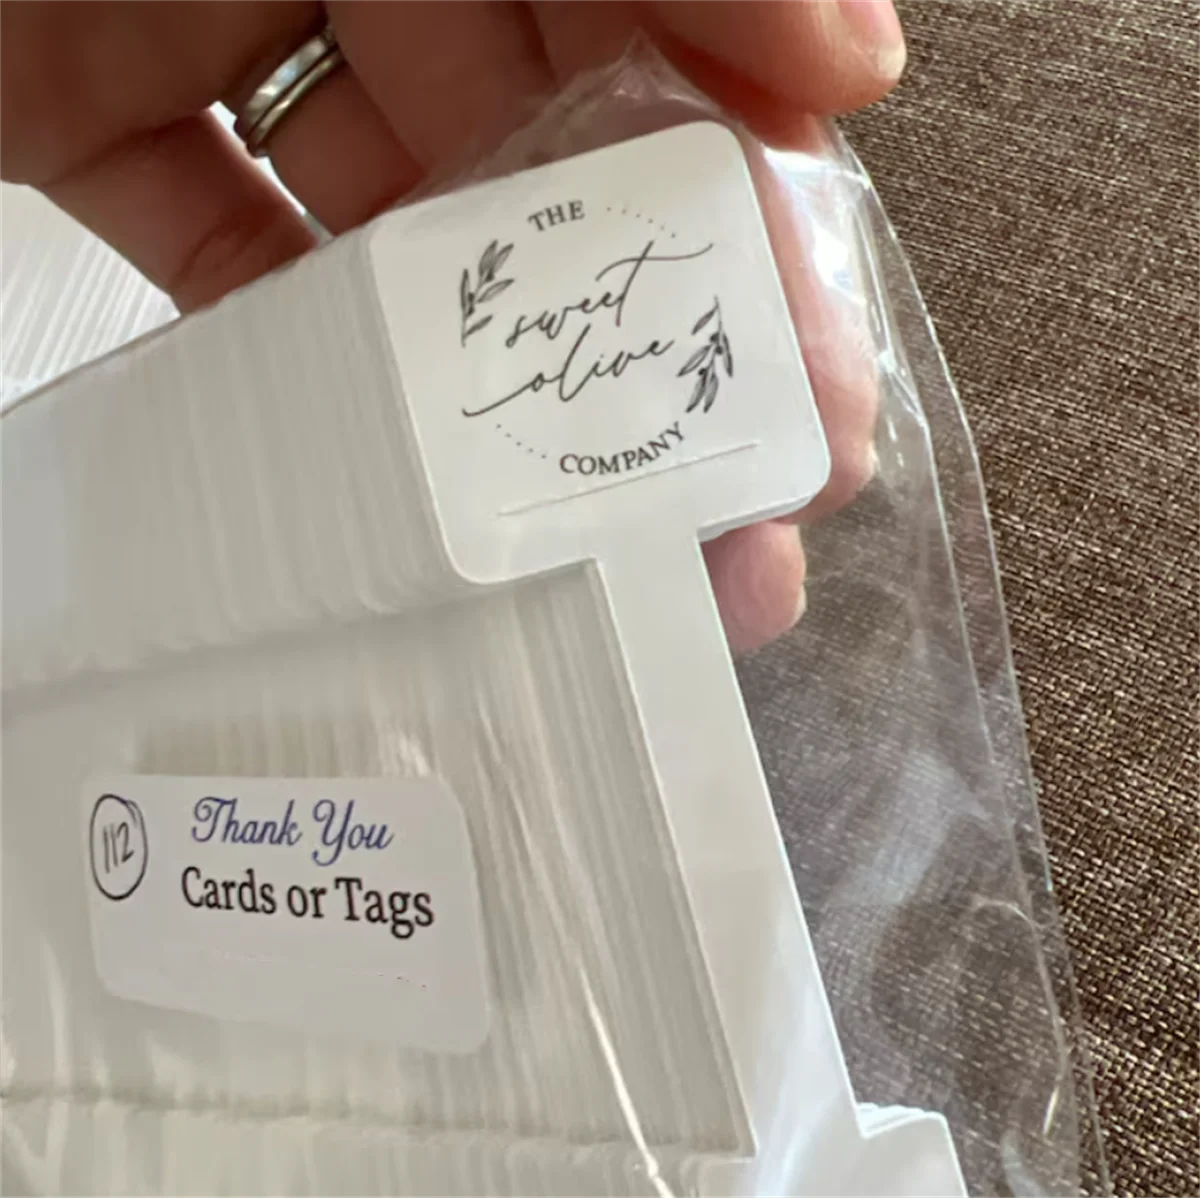 THE
sweet
olive
COMPANY
112
Thank You
Cards or Tags